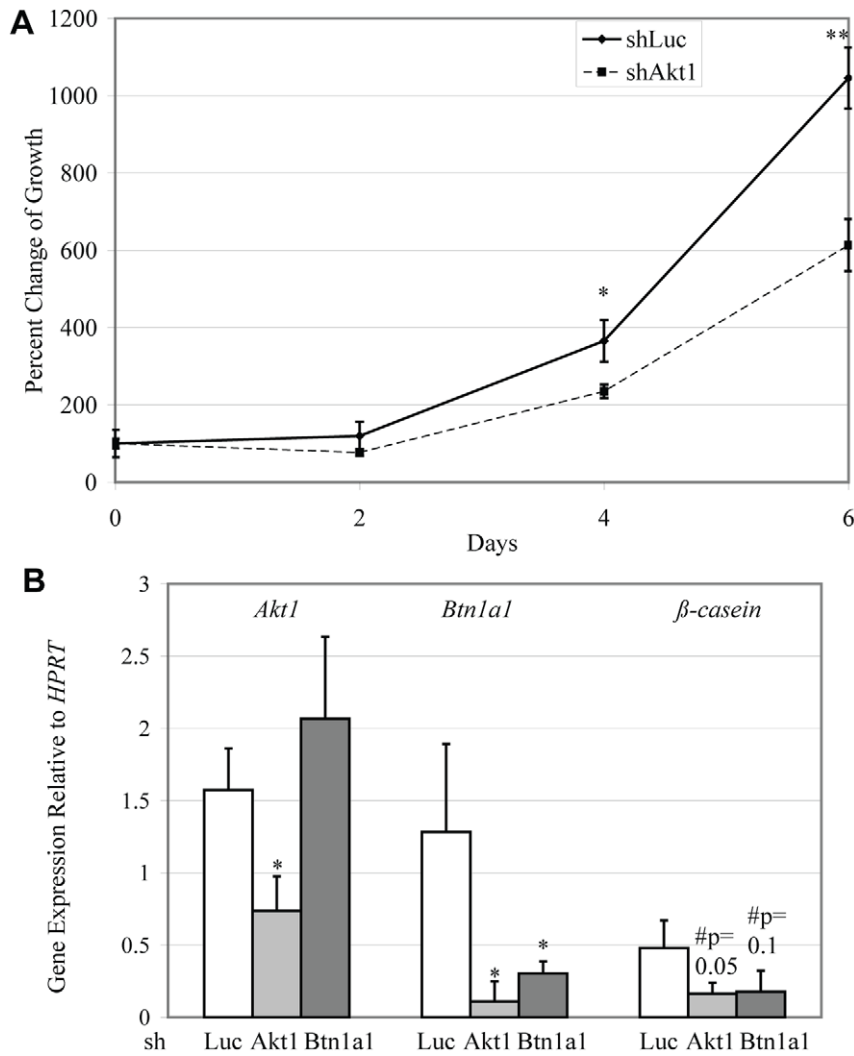 A
Percent Change of Growth
1200
1000
800
600
400
200
0
shLuc
shAkt1
*
**
0 2 4 6
Days
B
Gene Expression Relative to HPRT
3
2.5
2
1.5
1
0.5
0
Akt1 Btn1a1 ß-casein
*
*
*
#p=
0.05
#p=
0.1
sh Luc Akt1 Btn1a1 Luc Akt1 Btn1a1 Luc Akt1 Btn1a1